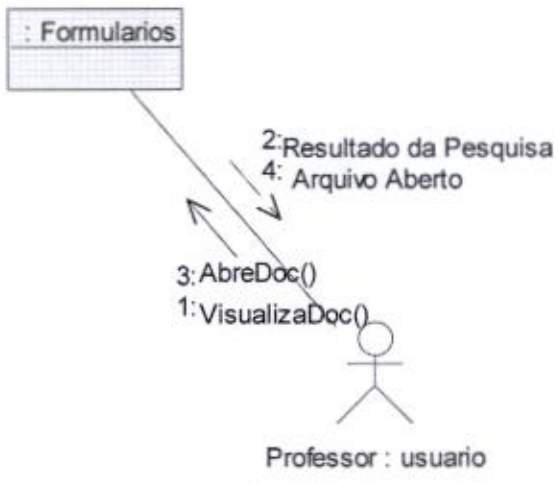 : Formularios
2:Resultado da Pesquisa
4: Arquivo Aberto
3:AbreDoc()
1:VisualizaDoc()
Professor : usuario